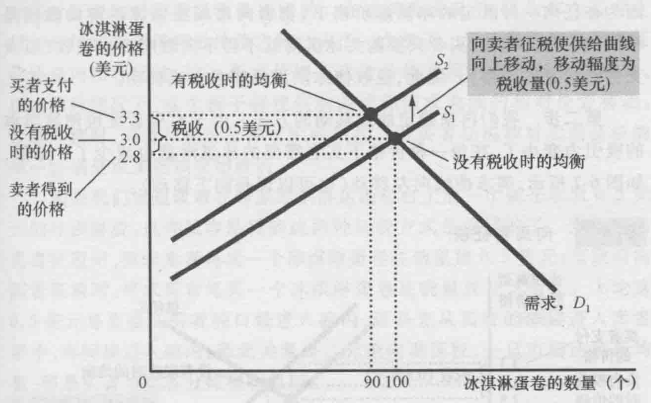 冰淇淋蛋
卷的价格
(美元)
买者支付
的价格
3.3
没有税收
时的价格
3.0
2.8
卖者得到
的价格
有税收时的均衡
税收 (0.5美元)
S₂
S₁
向卖者征税使供给曲线
向上移动，移动幅度为
税收量(0.5美元)
没有税收时的均衡
需求，D₁
0
90 100
冰淇淋蛋卷的数量（个）